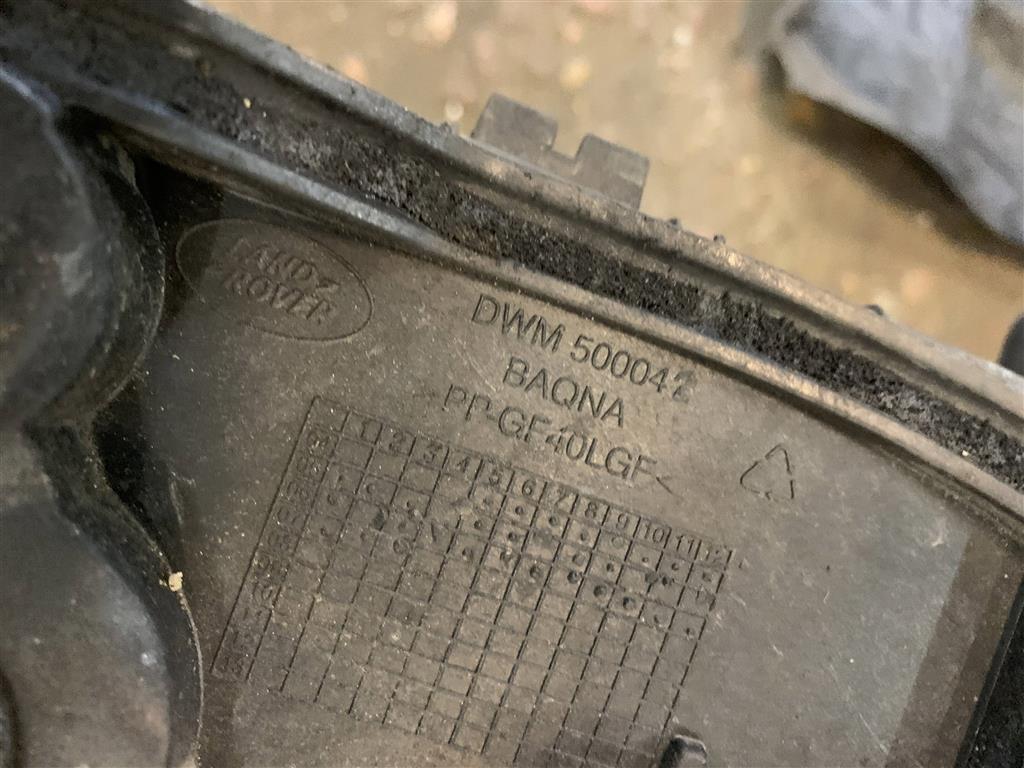 LAND
ROVER
DWM 500042
BAQNA
PP-GF40LGF<
1 2 3 4 5 6 7 8 9 10 11 12